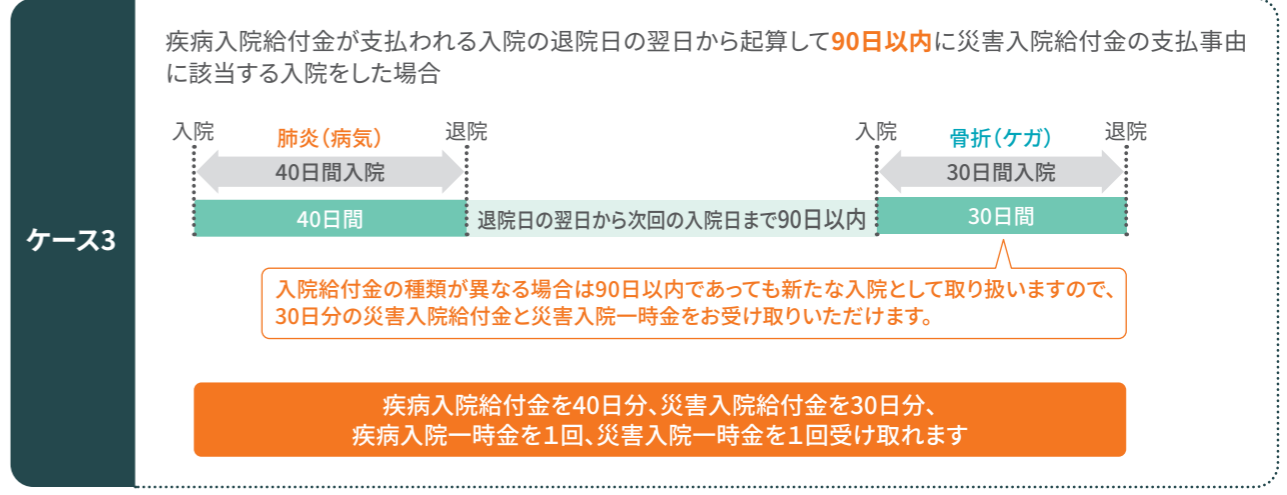 ケース3
疾病入院給付金が支払われる入院の退院日の翌日から起算して90日以内に災害入院給付金の支払事由
に該当する入院をした場合
入院 肺炎(病気) 退院 入院 骨折(ケガ) 退院
40日間入院 30日間入院
40日間 退院日の翌日から次回の入院日まで90日以内 30日間
入院給付金の種類が異なる場合は90日以内であっても新たな入院として取り扱いますので、
30日分の災害入院給付金と災害入院一時金をお受け取りいただけます。
疾病入院給付金を40日分、災害入院給付金を30日分、
疾病入院一時金を1回、災害入院一時金を1回受け取れます